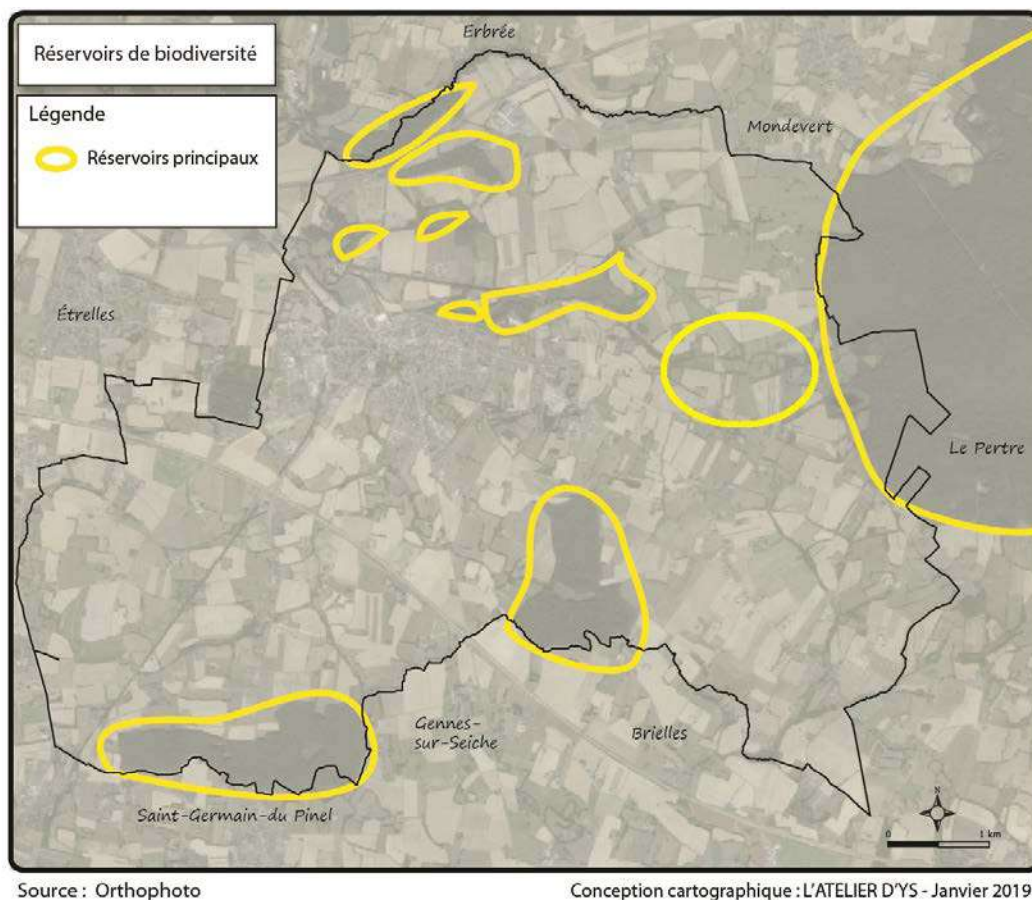 Réservoirs de biodiversité
Légende
Réservoirs principaux
Erbrée
Mondevert
Étrelles
Le Pertre
Gennes-
sur-Seiche
Brielles
Saint-Germain-du Pinel
N
0 1 km
Source : Orthophoto
Conception cartographique : L'ATELIER D'YS - Janvier 2019